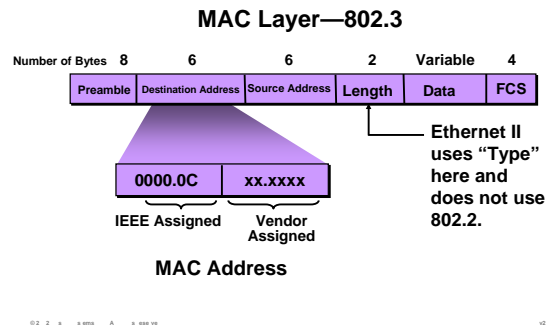 MAC Layer—802.3
Number of Bytes 8 6 6 2 Variable 4
Preamble Destination Address Source Address Length Data FCS
Ethernet II
uses “Type”
here and
does not use
802.2.
0000.0C xx.xxxx
IEEE Assigned Vendor
Assigned
MAC Address
v2